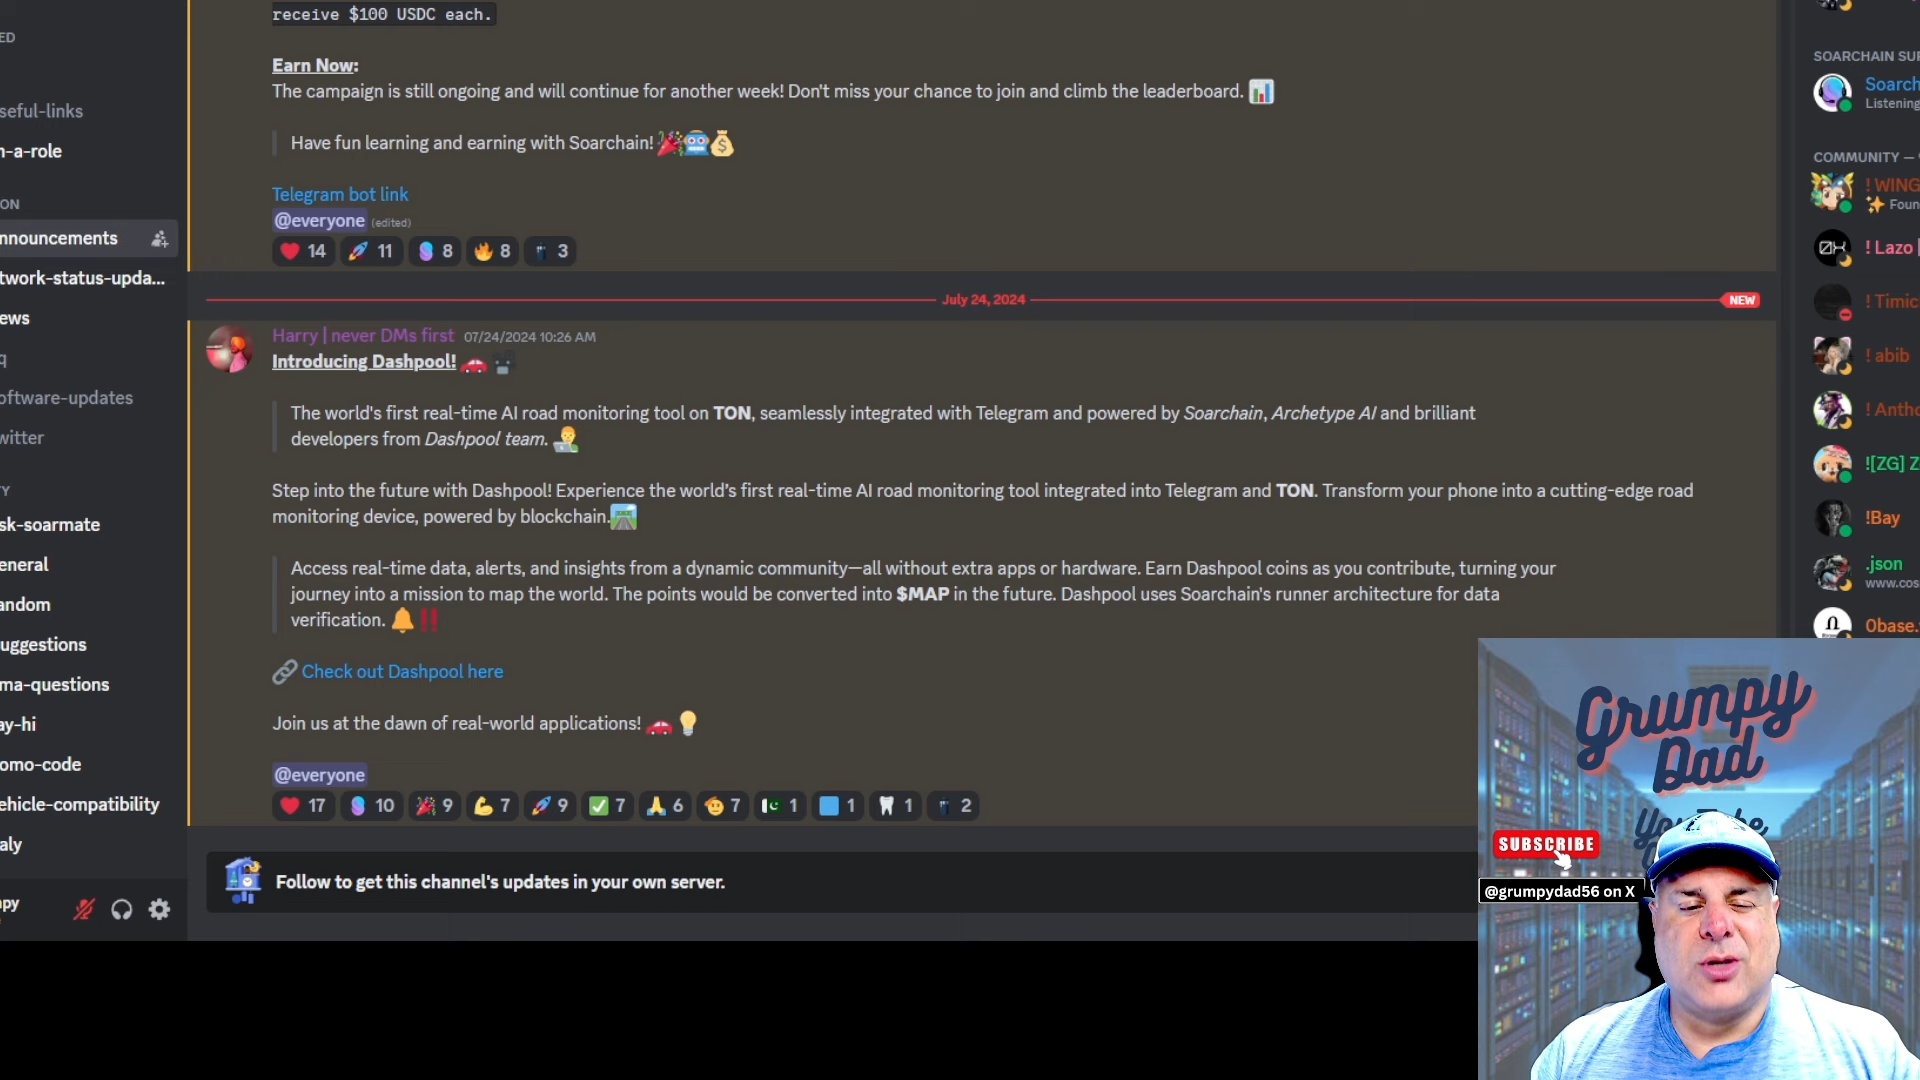 receive $100 USDC each.
Earn Now:
The campaign is still ongoing and will continue for another week! Don't miss your chance to join and climb the leaderboard.
Have fun learning and earning with Soarchain!
Telegram bot link
@everyone (edited)
14 11 8 8 3
July 24, 2024 NEW
Harry | never DMs first 07/24/2024 10:26 AM
Introducing Dashpool!
The world's first real-time AI road monitoring tool on TON, seamlessly integrated with Telegram and powered by Soarchain, Archetype AI and brilliant
developers from Dashpool team.
Step into the future with Dashpool! Experience the world's first real-time AI road monitoring tool integrated into Telegram and TON. Transform your phone into a cutting-edge road
monitoring device, powered by blockchain.
Access real-time data, alerts, and insights from a dynamic community—all without extra apps or hardware. Earn Dashpool coins as you contribute, turning your
journey into a mission to map the world. The points would be converted into $MAP in the future. Dashpool uses Soarchain's runner architecture for data
verification.
Check out Dashpool here
Join us at the dawn of real-world applications!
@everyone
17 10 9 7 9 7 6 7 1 1 1 2
Follow to get this channel's updates in your own server.
ED
seful-links
n-a-role
ON
nnouncements
twork-status-upda...
ews
q
oftware-updates
witter
Y
sk-soarmate
eneral
andom
uggestions
ma-questions
ay-hi
omo-code
ehicle-compatibility
aly
py
SOARCHAIN SU
Soarch
Listening
COMMUNITY —
! WING
Foun
! Lazo |
! Timic
! abib
! Antho
![ZG] Z
!Bay
.json
www.cos
0base.
Grumpy
Dad
YouTube
SUBSCRIBE
@grumpydad56 on X